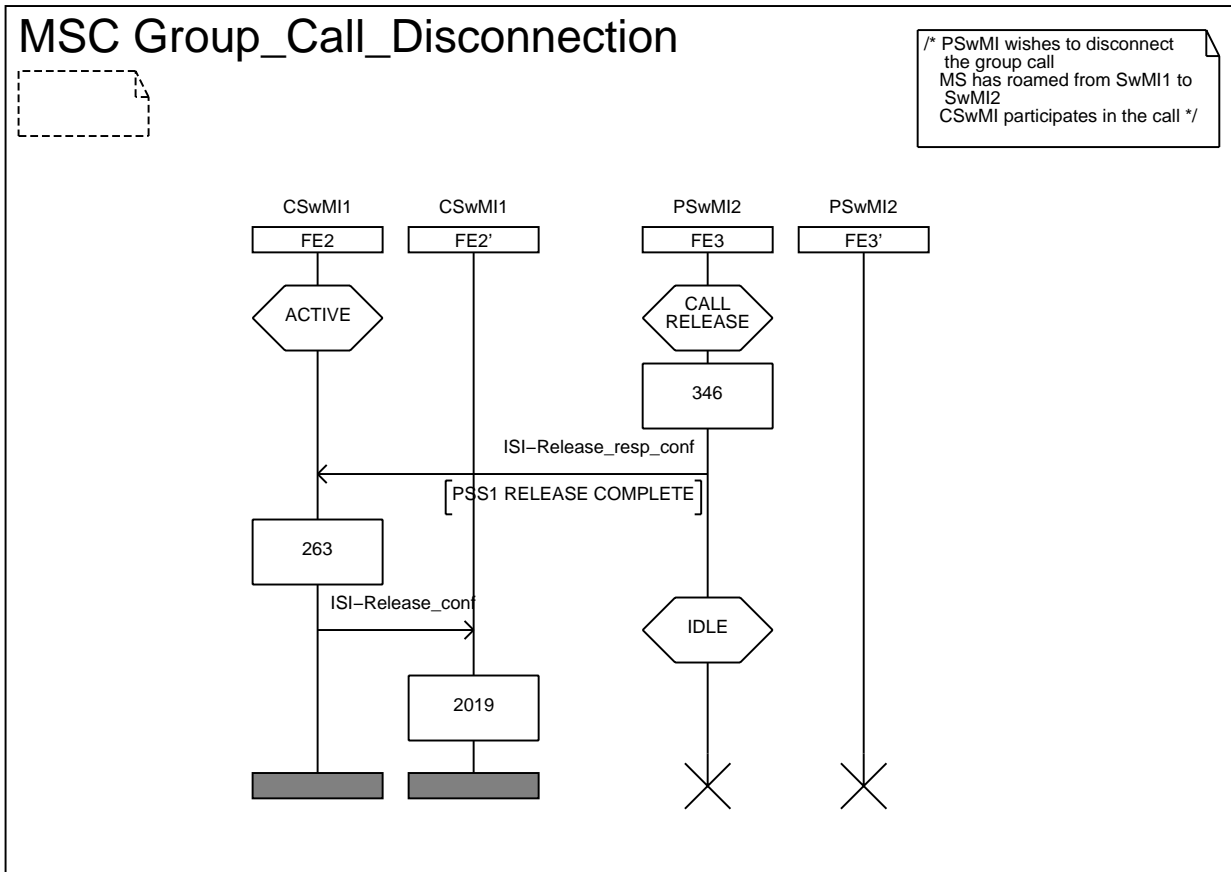 MSC Group_Call_Disconnection
/* PSwMI wishes to disconnect
the group call
MS has roamed from SwMI1 to
SwMI2
CSwMI participates in the call */
CSwMI1 CSwMI1 PSwMI2 PSwMI2
FE2 FE2' FE3 FE3'
ACTIVE
CALL
RELEASE
346
ISI−Release_resp_conf
PSS1 RELEASE COMPLETE
263
ISI−Release_conf
IDLE
2019